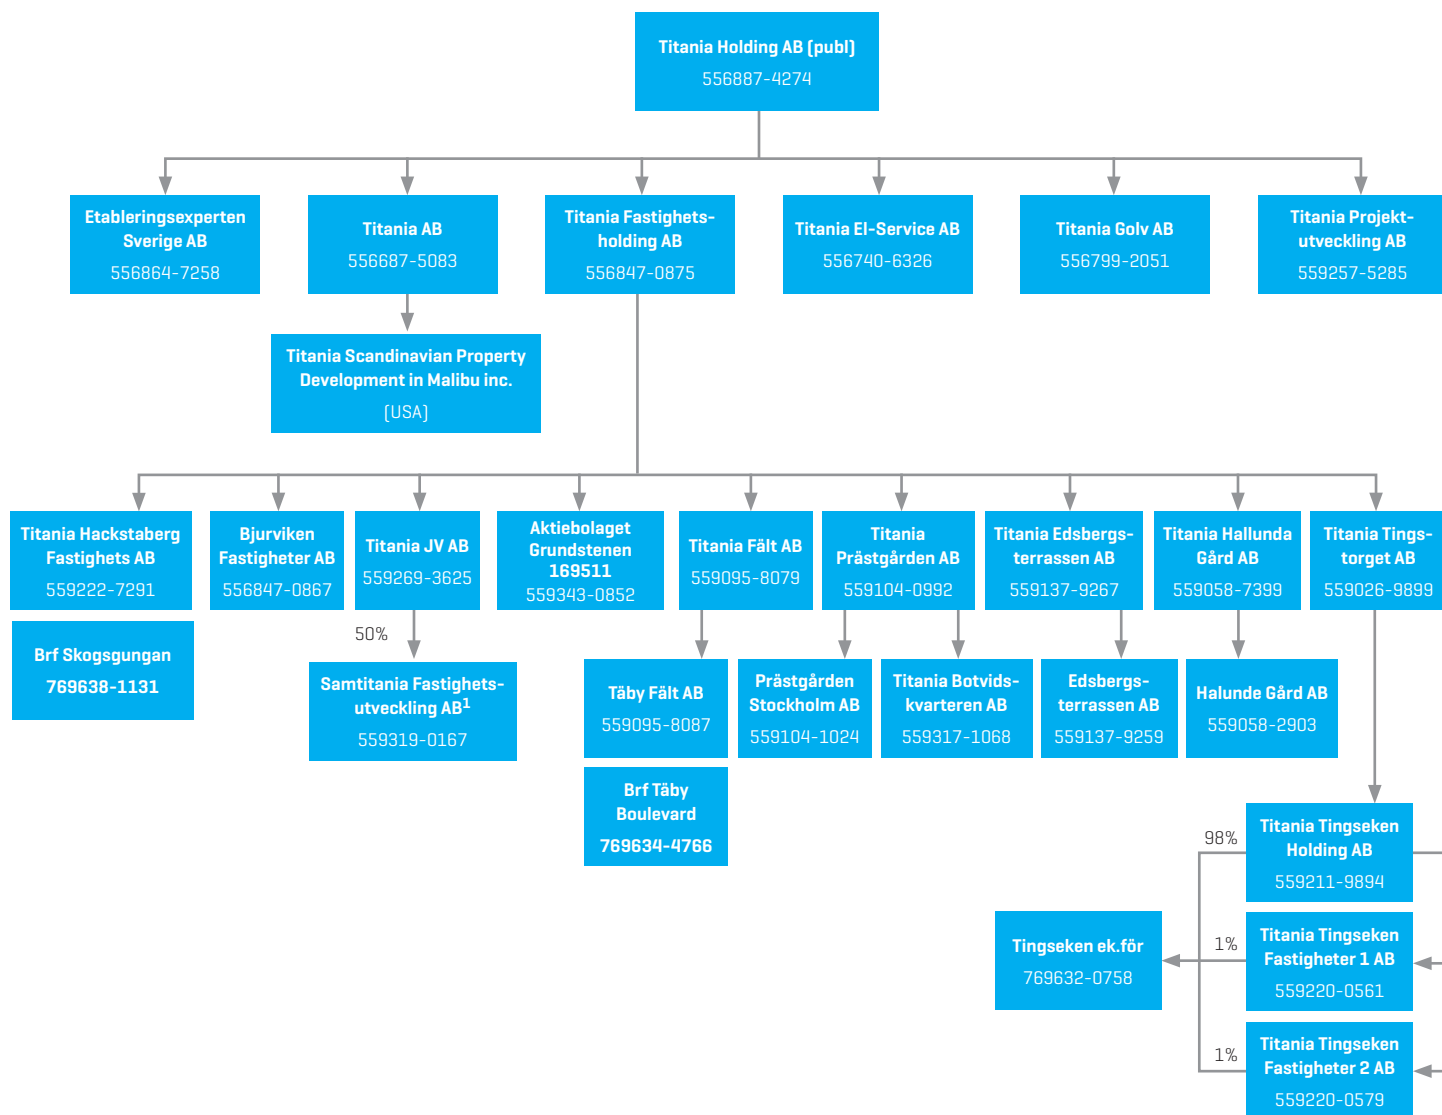 Titania Holding AB (publ)
556887-4274
Etableringsexperten
Sverige AB
556864-7258
Titania AB
556687-5083
Titania Fastighets-
holding AB
556847-0875
Titania El-Service AB
556740-6326
Titania Golv AB
556799-2051
Titania Projekt-
utveckling AB
559257-5285
Titania Scandinavian Property
Development in Malibu inc.
(USA)
Titania Hackstaberg
Fastighets AB
559222-7291
Bjurviken
Fastigheter AB
556847-0867
Titania JV AB
559269-3625
Aktiebolaget
Grundstenen
169511
559343-0852
Titania Fält AB
559095-8079
Titania
Prästgården AB
559104-0992
Titania Edsbergs-
terrassen AB
559137-9267
Titania Hallunda
Gård AB
559058-7399
Titania Tings-
torget AB
559026-9899
Brf Skogsgungan
769638-1131
50%
Samtitania Fastighets-
utveckling AB1
559319-0167
Täby Fält AB
559095-8087
Prästgården
Stockholm AB
559104-1024
Titania Botvids-
kvarteren AB
559317-1068
Edsbergs-
terrassen AB
559137-9259
Halunde Gård AB
559058-2903
Brf Täby
Boulevard
769634-4766
98%
Titania Tingseken
Holding AB
559211-9894
Tingseken ek.för
769632-0758
1%
Titania Tingseken
Fastigheter 1 AB
559220-0561
1%
Titania Tingseken
Fastigheter 2 AB
559220-0579